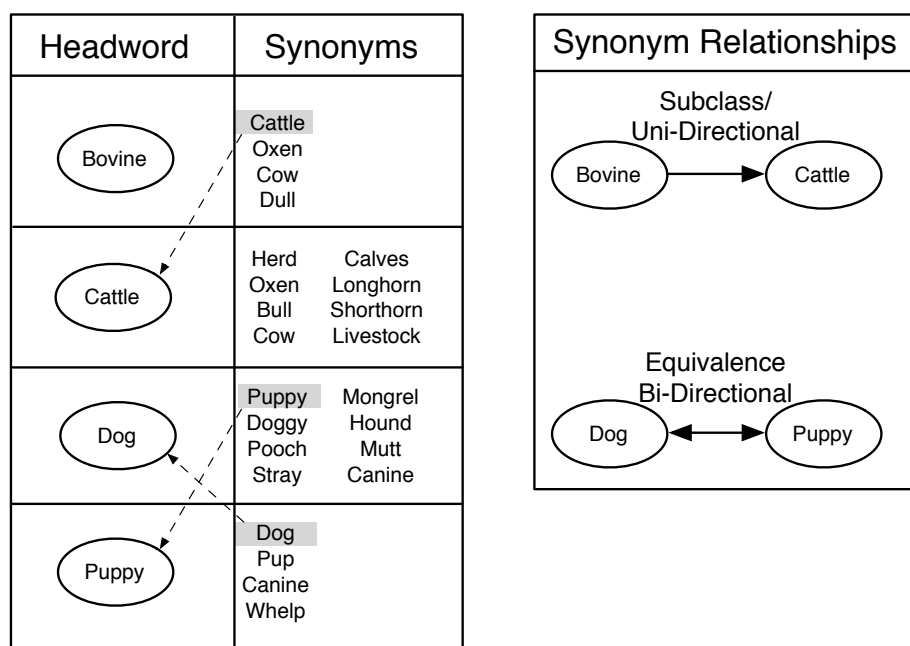 Headword Synonyms
Bovine
Cattle
Oxen
Cow
Dull
Cattle
Herd Calves
Oxen Longhorn
Bull Shorthorn
Cow Livestock
Dog
Puppy Mongrel
Doggy Hound
Pooch Mutt
Stray Canine
Puppy
Dog
Pup
Canine
Whelp
Synonym Relationships
Subclass/
Uni-Directional
Bovine Cattle
Equivalence
Bi-Directional
Dog Puppy